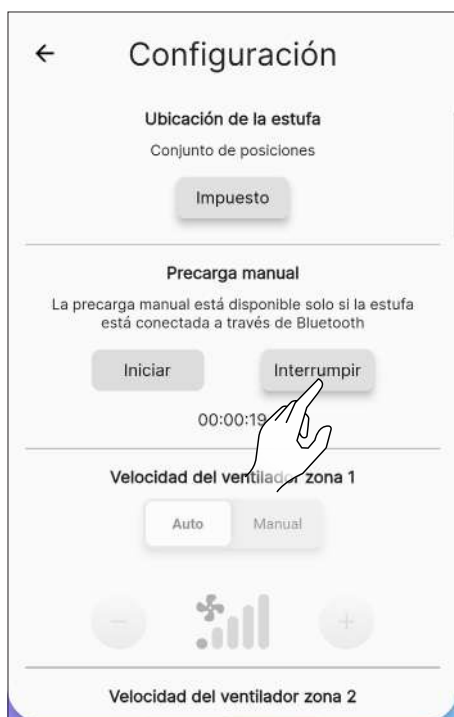 Configuración
Ubicación de la estufa
Conjunto de posiciones
Impuesto
Precarga manual
La precarga manual está disponible solo si la estufa
está conectada a través de Bluetooth
Iniciar
Interrumpir
00:00:19
Velocidad del ventilador zona 1
Auto
Manual
Velocidad del ventilador zona 2